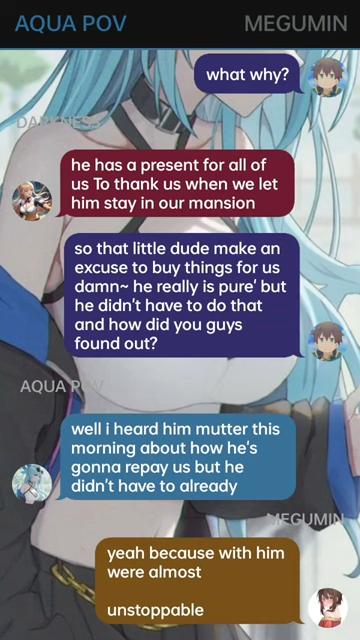 AQUA POV
MEGUMIN
what why?
DARKNESS
he has a present for all of
us To thank us when we let
him stay in our mansion
so that little dude make an
excuse to buy things for us
damn~ he really is pure' but
he didn't have to do that
and how did you guys
found out?
AQUA POV
well i heard him mutter this
morning about how he's
gonna repay us but he
didn't have to already
MEGUMIN
yeah because with him
were almost
unstoppable